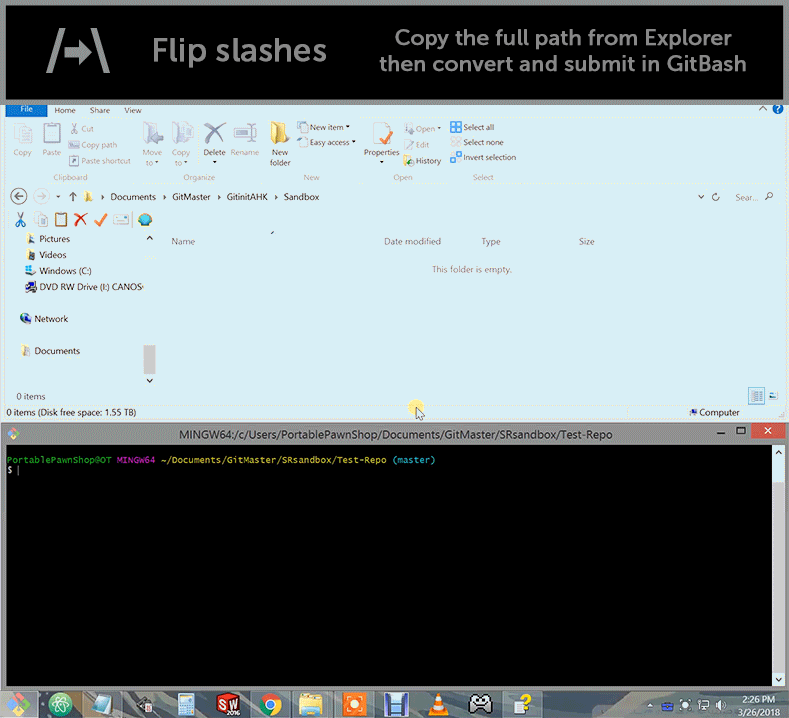 Flip slashes
Copy the full path from Explorer
then convert and submit in GitBash
File Home Share View
Copy
Paste
Cut
Copy path
Paste shortcut
Clipboard
Move to
Copy to
Delete
Rename
Organize
New folder
New item
Easy access
New
Properties
Open
Edit
History
Open
Select all
Select none
Invert selection
Select
Documents GitMaster GitinitAHK Sandbox
Sear...
Pictures
Videos
Windows (C:)
DVD RW Drive (I:) CANOS
Network
Documents
Name Date modified Type Size
This folder is empty.
0 items
0 items (Disk free space: 1.55 TB)
Computer
MINGW64:/c/Users/PortablePawnShop/Documents/GitMaster/SRsandbox/Test-Repo
PortablePawnShop@OT MINGW64 ~/Documents/GitMaster/SRsandbox/Test-Repo (master)
$
SW
2016
2:26 PM
3/26/2018